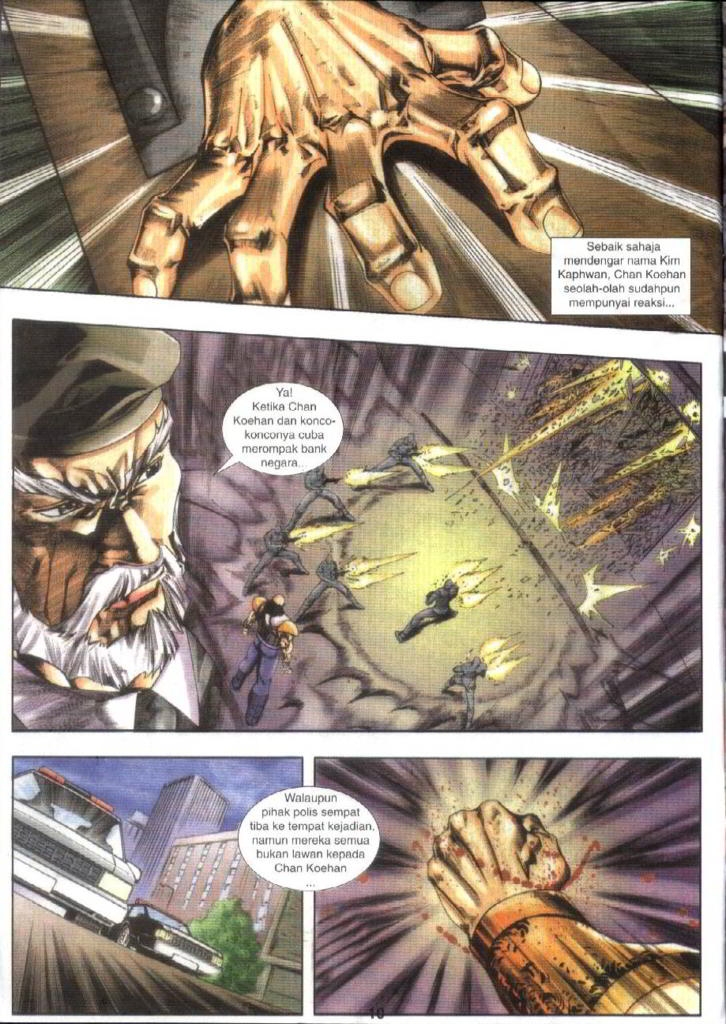 Sebaik sahaja
mendengar nama Kim
Kaphwan, Chan Koehan
seolah-olah sudahpun
mempunyai reaksi...
Ya!
Ketika Chan
Koehan dan konco-
konconya cuba
merompak bank
negara...
Walaupun
pihak polis sempat
tiba ke tempat kejadian,
namun mereka semua
bukan lawan kepada
Chan Koehan
...
10